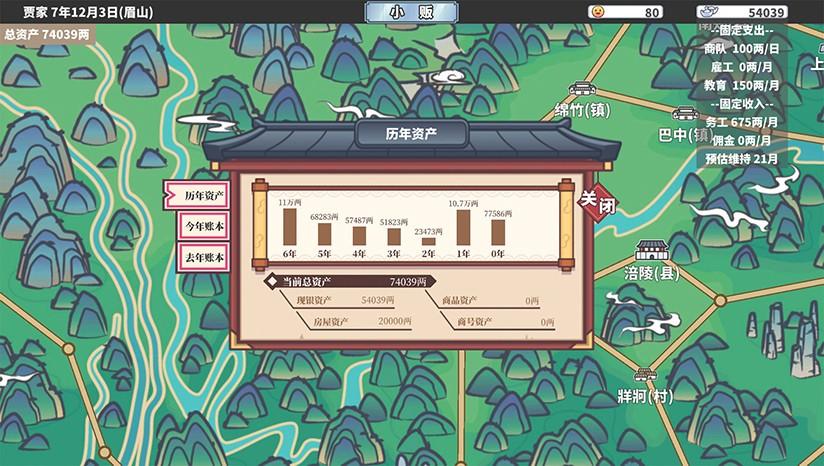 贾家 7年12月3日(眉山)
小 贩
80
54039
总资产 74039两
--固定支出--
商队 100两/日
雇工 0两/月
教育 150两/月
--固定收入--
务工 675两/月
佣金 0两/月
预估维持 21月
绵竹(镇)
巴中(镇)
上
历年资产
关闭
历年资产
今年账本
去年账本
11万两
68283两
57487两
51823两
23473两
10.7万两
77586两
6年
5年
4年
3年
2年
1年
0年
当前总资产 74039两
现银资产 54039两
商品资产 0两
房屋资产 20000两
商号资产 0两
涪陵(县)
牂牁(村)